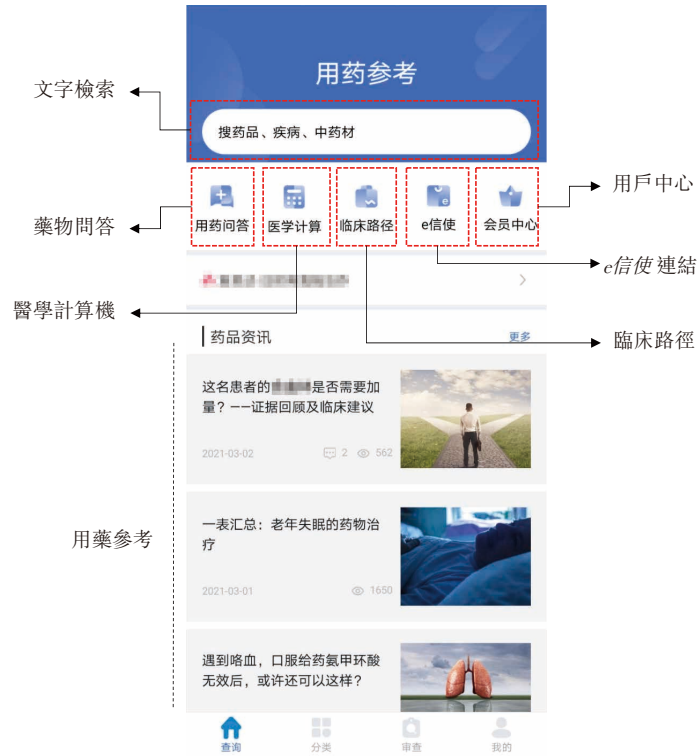 用药参考
文字檢索
搜药品、疾病、中药材
用戶中心
藥物問答
用药问答
医学计算
临床路径
e
e信使
会员中心
e信使 連結
醫學計算機
臨床路徑
药品资讯
更多
这名患者的
是否需要加
量？——证据回顾及临床建议
2021-03-02
2
562
用藥參考
一表汇总：老年失眠的药物治
疗
2021-03-01
1650
遇到咯血，口服给药氨甲环酸
无效后，或许还可以这样？
查询
分类
审查
我的